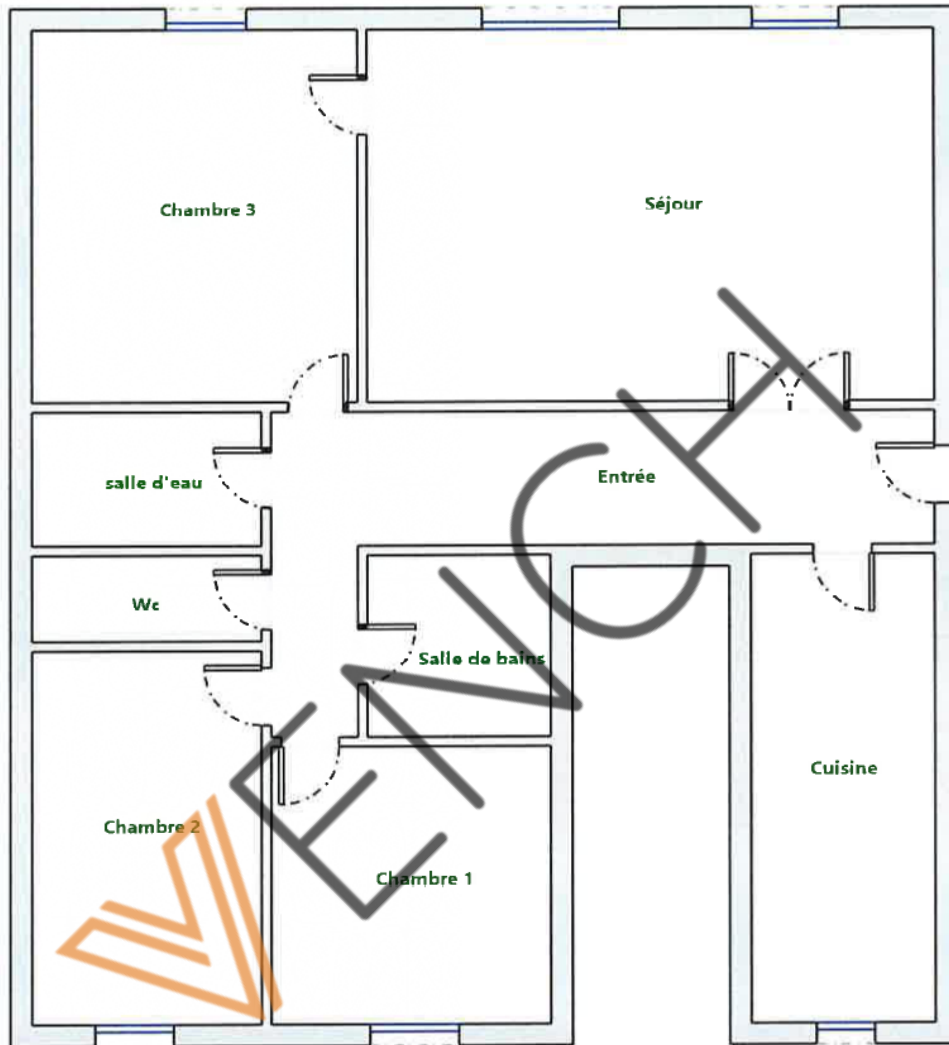 Chambre 3
Séjour
salle d'eau
Entrée
Wc
Salle de bains
Cuisine
Chambre 2
Chambre 1
VENCH